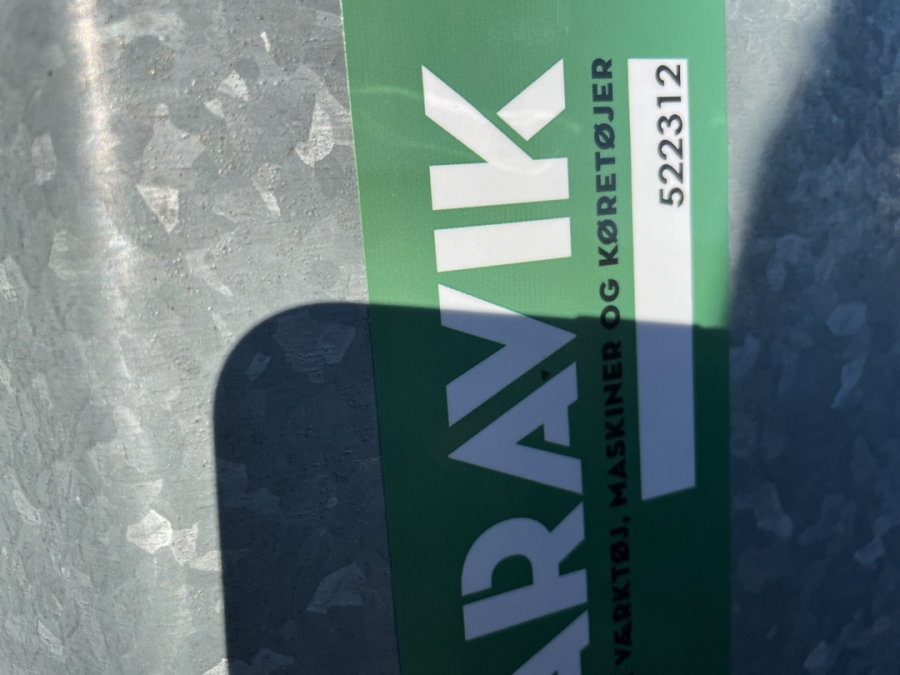 ARAVIK
VÆRKTØJ, MASKINER OG KØRETØJER
522312